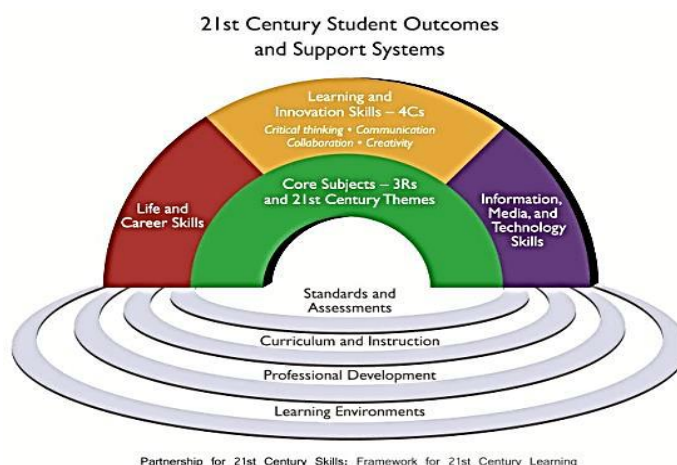 21st Century Student Outcomes
and Support Systems
Learning and
Innovation Skills – 4Cs
Critical thinking • Communication
Collaboration • Creativity
Core Subjects – 3Rs
and 21st Century Themes
Life and
Career Skills
Information,
Media, and
Technology
Skills
Standards and
Assessments
Curriculum and Instruction
Professional Development
Learning Environments
Partnership for 21st Century Skills: Framework for 21st Century Learning